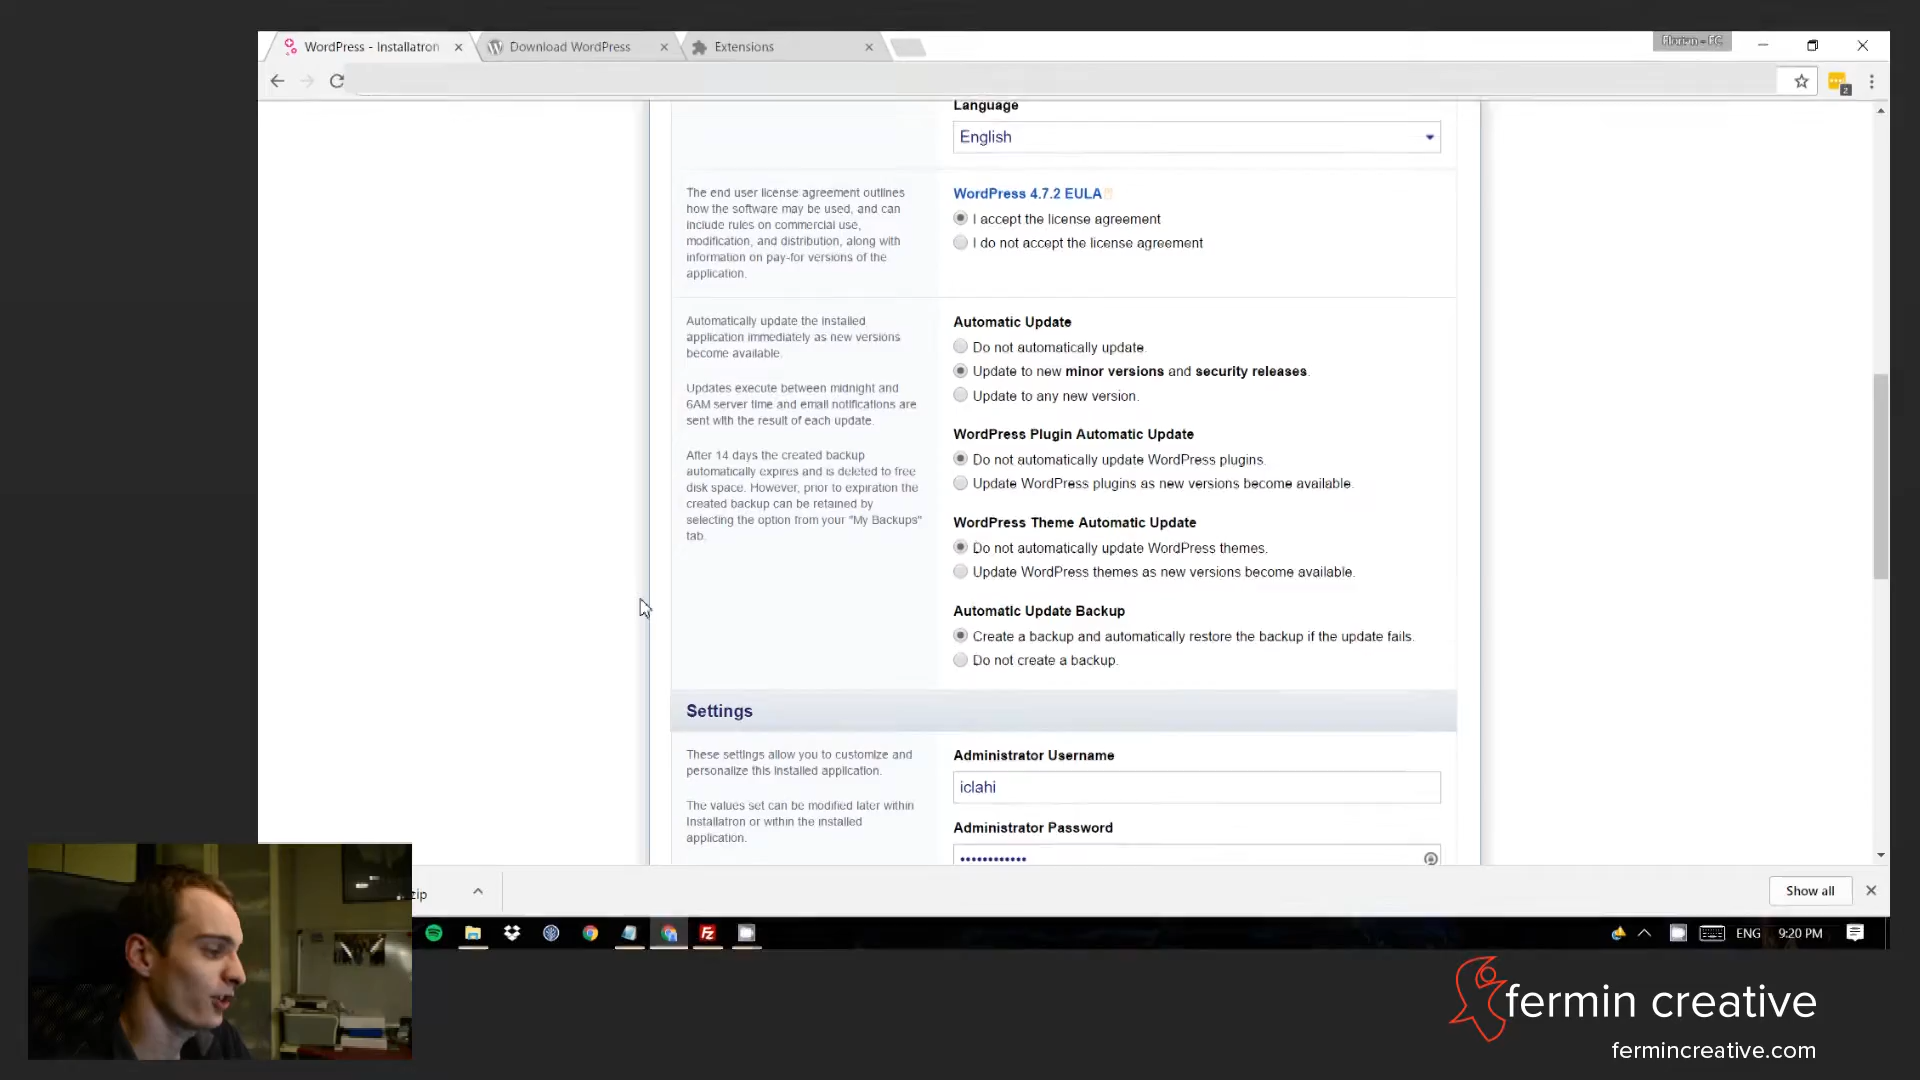 WordPress - Installatron
Download WordPress
Extensions
Florian - FC
2
Language
English
The end user license agreement outlines
how the software may be used, and can
include rules on commercial use,
modification, and distribution, along with
information on pay-for versions of the
application.
WordPress 4.7.2 EULA
I accept the license agreement
I do not accept the license agreement
Automatically update the installed
application immediately as new versions
become available.
Updates execute between midnight and
6AM server time and email notifications are
sent with the result of each update.
After 14 days the created backup
automatically expires and is deleted to free
disk space. However, prior to expiration the
created backup can be retained by
selecting the option from your "My Backups"
tab.
Automatic Update
Do not automatically update.
Update to new minor versions and security releases.
Update to any new version.
WordPress Plugin Automatic Update
Do not automatically update WordPress plugins.
Update WordPress plugins as new versions become available.
WordPress Theme Automatic Update
Do not automatically update WordPress themes.
Update WordPress themes as new versions become available.
Automatic Update Backup
Create a backup and automatically restore the backup if the update fails.
Do not create a backup.
Settings
These settings allow you to customize and
personalize this installed application.
The values set can be modified later within
Installatron or within the installed
application.
Administrator Username
iclahi
Administrator Password
••••••••••••
.zip
Show all
ENG
9:20 PM
fermin creative
fermincreative.com